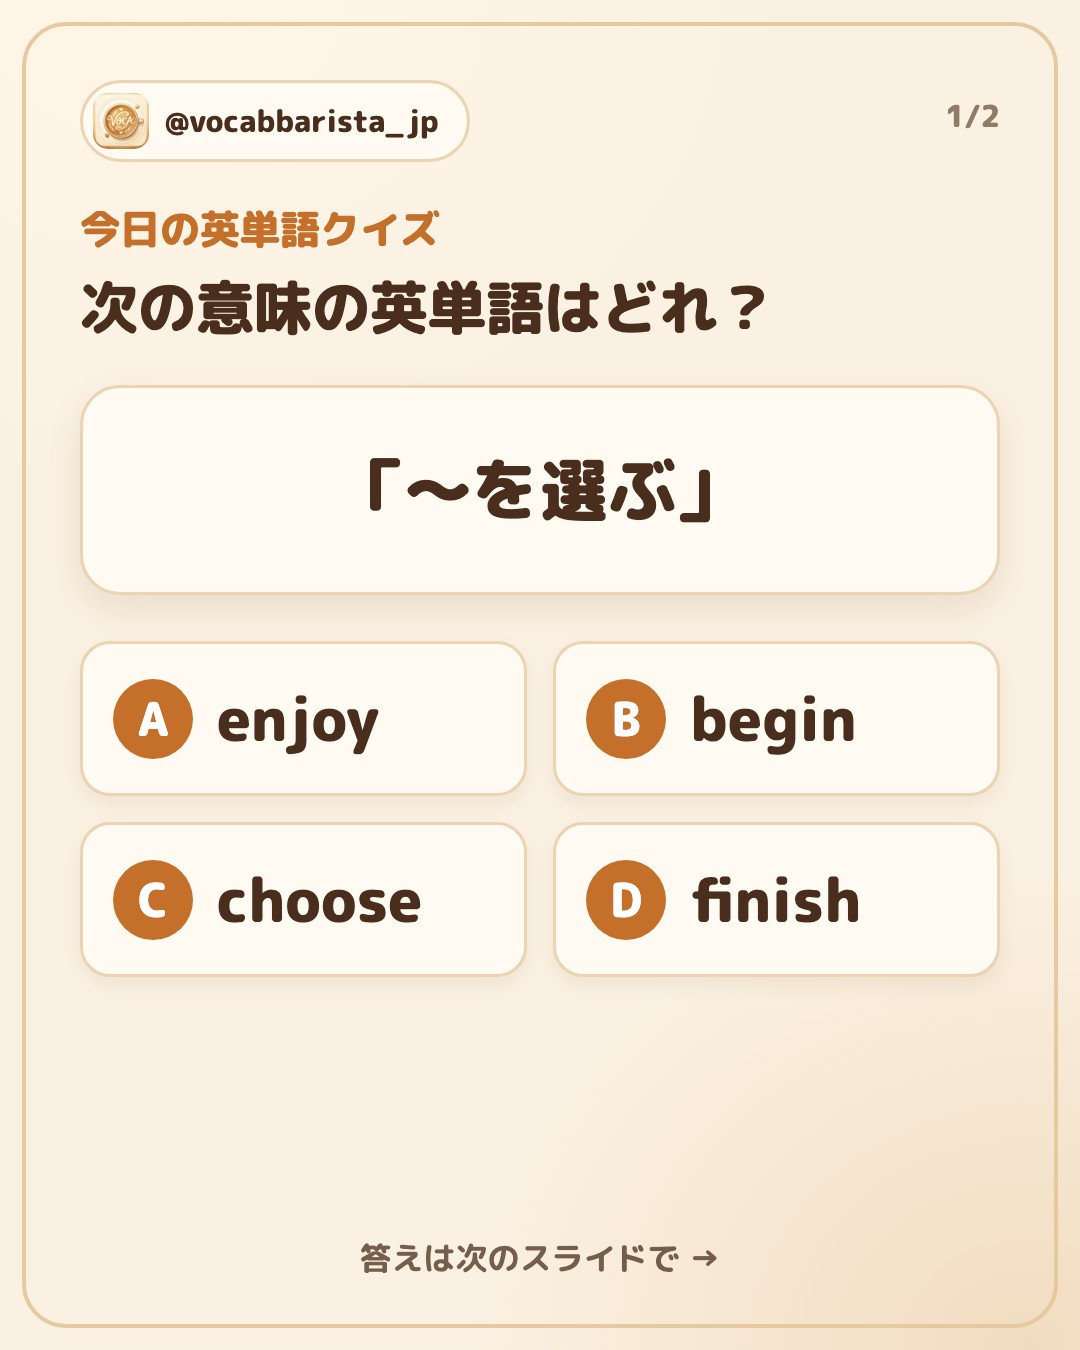 @vocabbarista_jp
1/2
今日の英単語クイズ
次の意味の英単語はどれ？
「〜を選ぶ」
A enjoy
B begin
C choose
D finish
答えは次のスライドで →